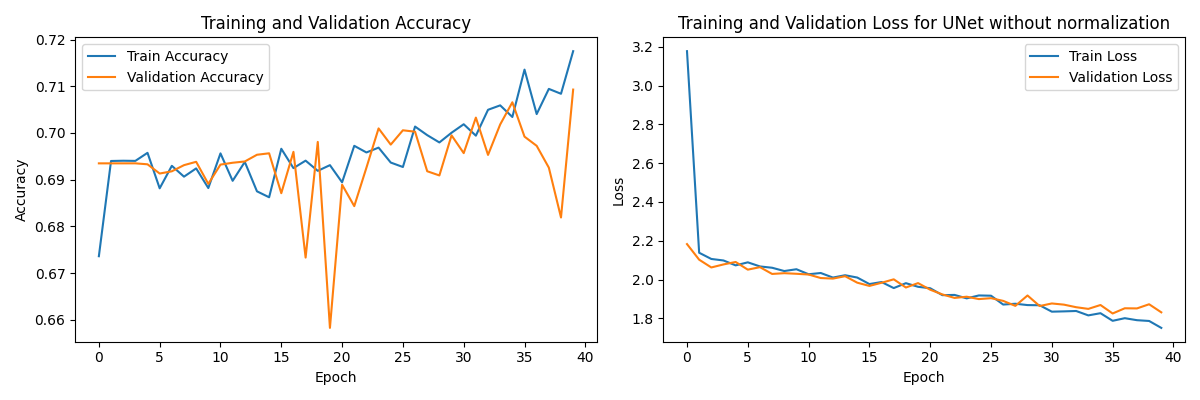 Training and Validation Accuracy
Train Accuracy
Validation Accuracy
Accuracy
0.72
0.71
0.70
0.69
0.68
0.67
0.66
0 5 10 15 20 25 30 35 40
Epoch
Training and Validation Loss for UNet without normalization
Train Loss
Validation Loss
Loss
3.2
3.0
2.8
2.6
2.4
2.2
2.0
1.8
0 5 10 15 20 25 30 35 40
Epoch